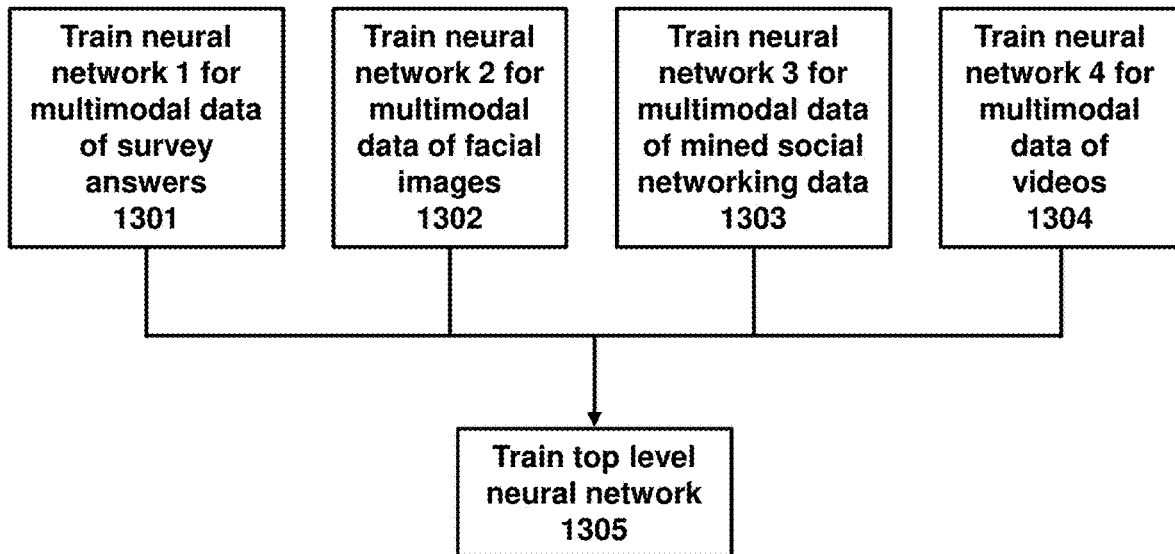 Train neural
network 1 for
multimodal data
of survey
answers
1301
Train neural
network 2 for
multimodal
data of facial
images
1302
Train neural
network 3 for
multimodal data
of mined social
networking data
1303
Train neural
network 4 for
multimodal
data of
videos
1304
Train top level
neural network
1305